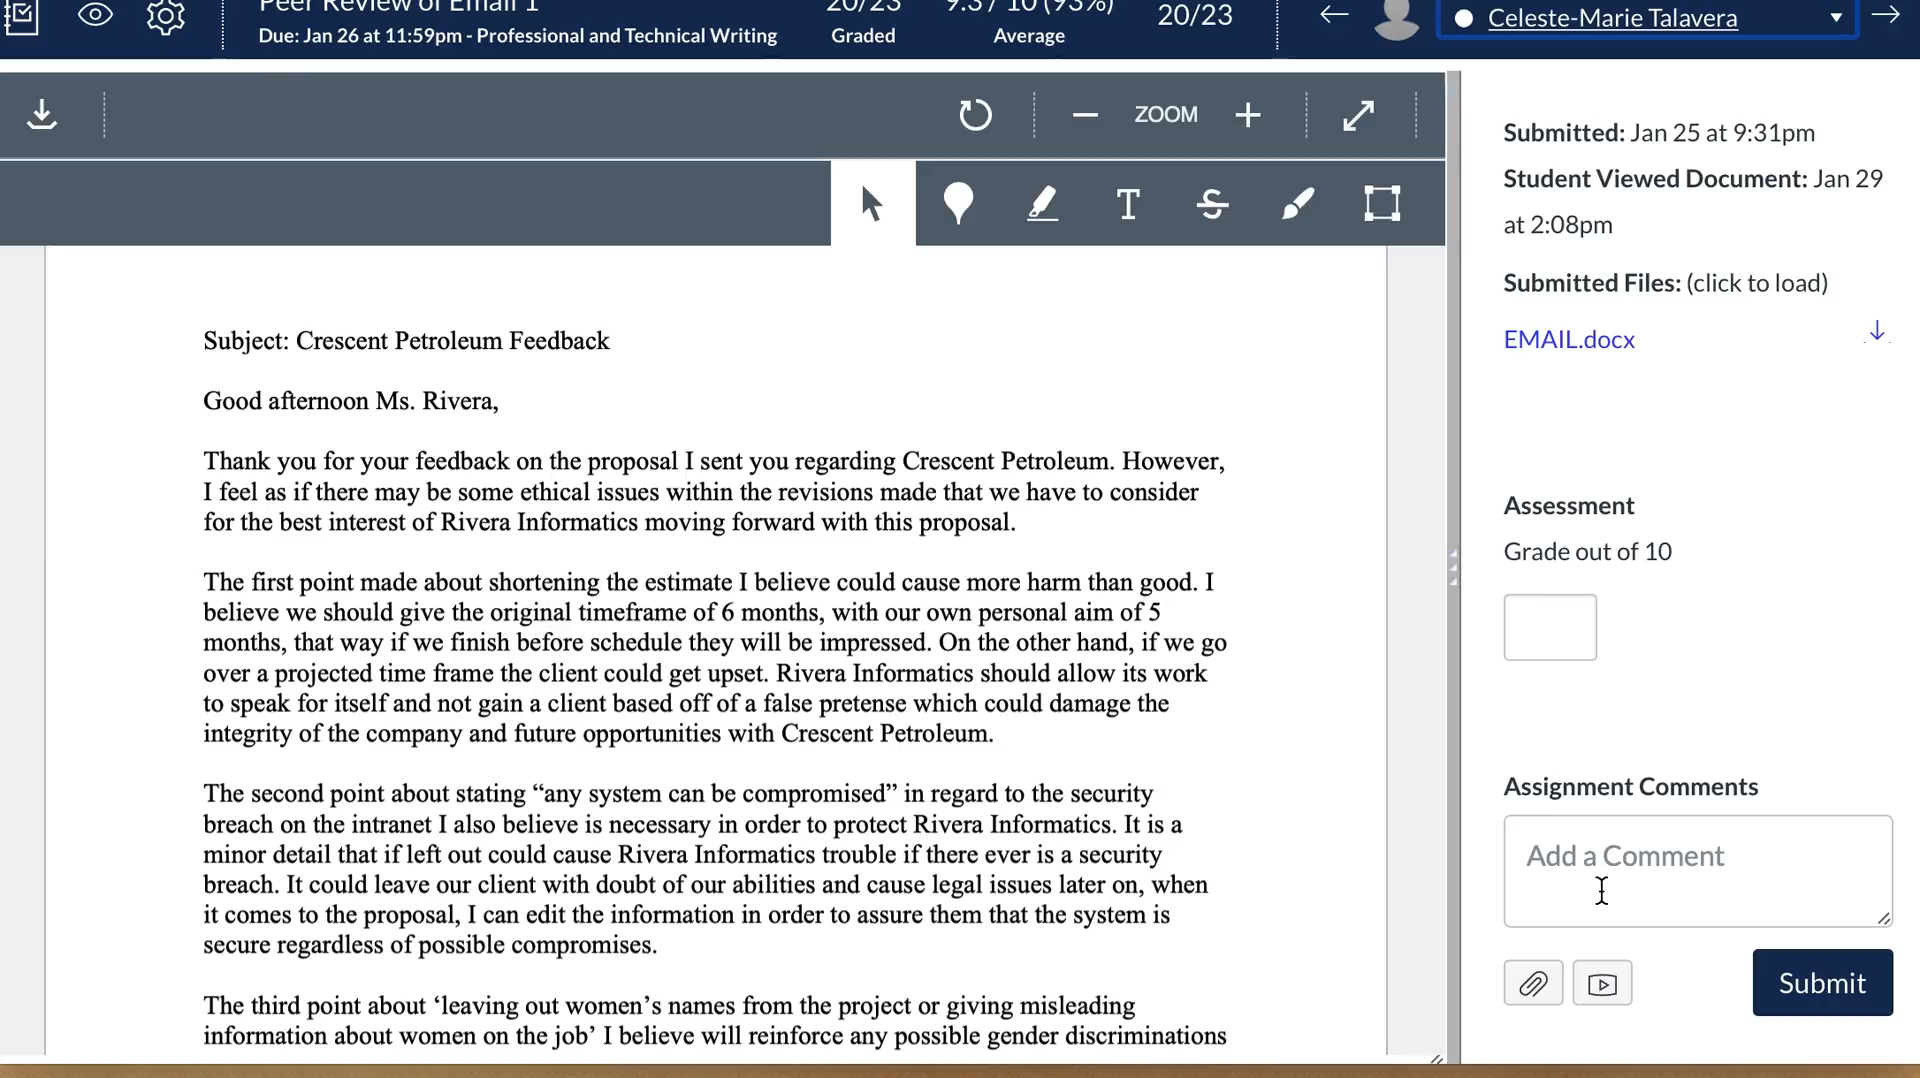 Peer Review of Email 1
Due: Jan 26 at 11:59pm - Professional and Technical Writing
20/23
Graded
9.3 / 10 (93%)
Average
20/23
Celeste-Marie Talavera
ZOOM
T
S
Subject: Crescent Petroleum Feedback
Good afternoon Ms. Rivera,
Thank you for your feedback on the proposal I sent you regarding Crescent Petroleum. However,
I feel as if there may be some ethical issues within the revisions made that we have to consider
for the best interest of Rivera Informatics moving forward with this proposal.
The first point made about shortening the estimate I believe could cause more harm than good. I
believe we should give the original timeframe of 6 months, with our own personal aim of 5
months, that way if we finish before schedule they will be impressed. On the other hand, if we go
over a projected time frame the client could get upset. Rivera Informatics should allow its work
to speak for itself and not gain a client based off of a false pretense which could damage the
integrity of the company and future opportunities with Crescent Petroleum.
The second point about stating “any system can be compromised” in regard to the security
breach on the intranet I also believe is necessary in order to protect Rivera Informatics. It is a
minor detail that if left out could cause Rivera Informatics trouble if there ever is a security
breach. It could leave our client with doubt of our abilities and cause legal issues later on, when
it comes to the proposal, I can edit the information in order to assure them that the system is
secure regardless of possible compromises.
The third point about ‘leaving out women’s names from the project or giving misleading
information about women on the job’ I believe will reinforce any possible gender discriminations
Submitted: Jan 25 at 9:31pm
Student Viewed Document: Jan 29
at 2:08pm
Submitted Files: (click to load)
EMAIL.docx
Assessment
Grade out of 10
Assignment Comments
Add a Comment
Submit